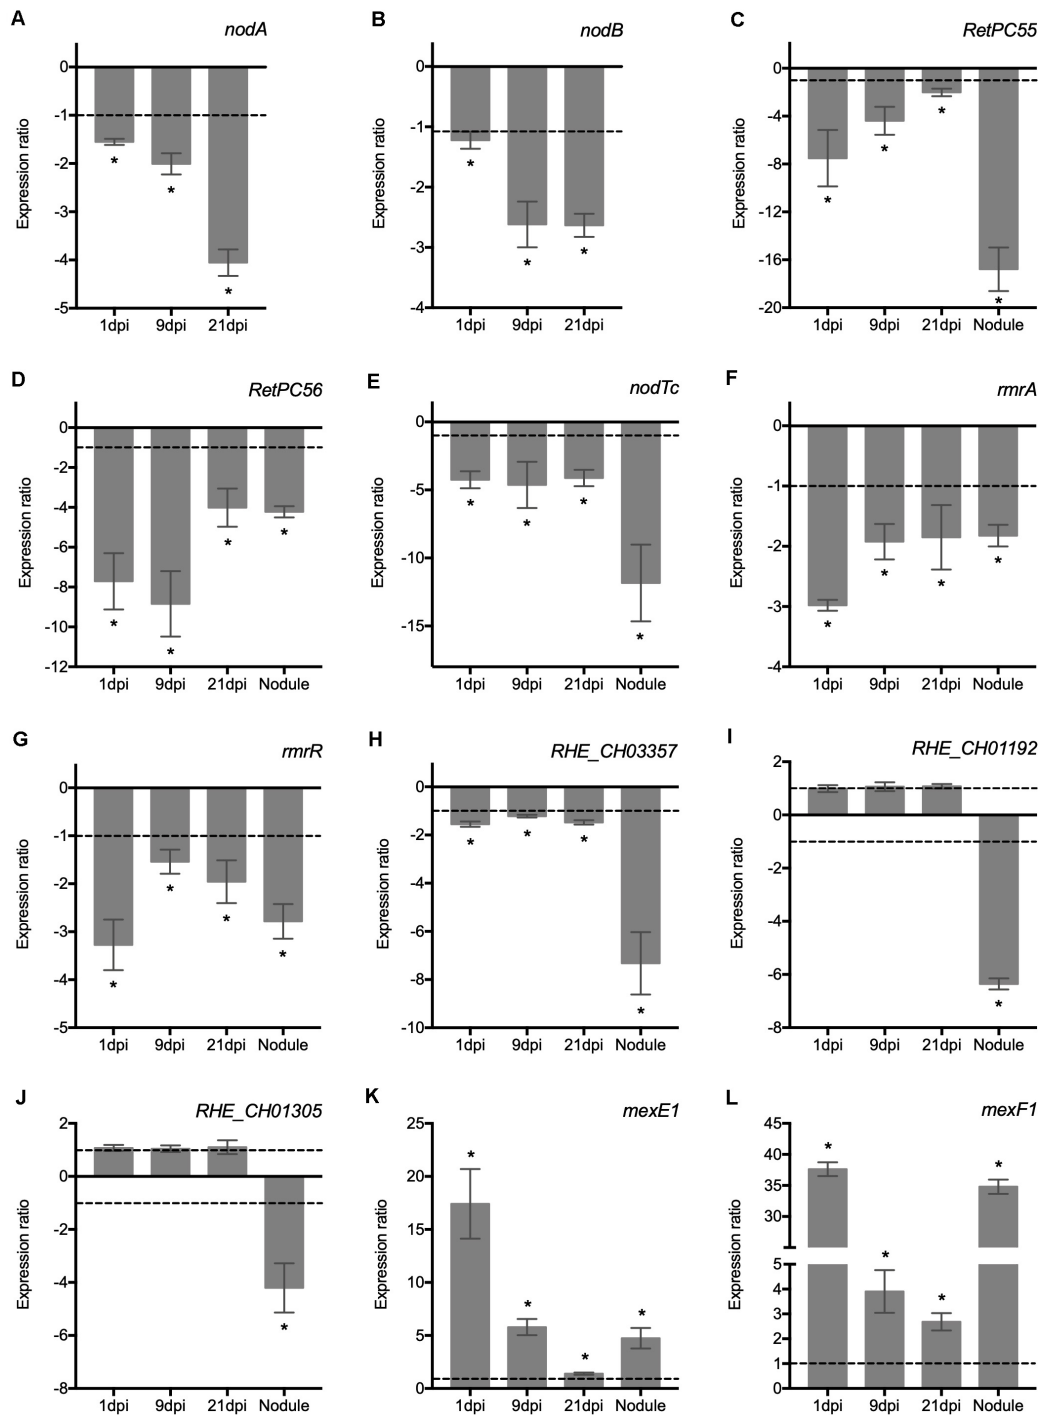 A
nodA
Expression ratio
0
-1
-2
-3
-4
-5
*
*
*
1dpi 9dpi 21dpi
B
nodB
Expression ratio
0
-1
-2
-3
-4
*
*
*
1dpi 9dpi 21dpi
C
RetPC55
Expression ratio
0
-4
-8
-12
-16
-20
*
*
*
*
1dpi 9dpi 21dpi Nodule
D
RetPC56
Expression ratio
0
-2
-4
-6
-8
-10
-12
*
*
*
*
1dpi 9dpi 21dpi Nodule
E
nodTc
Expression ratio
0
-5
-10
-15
*
*
*
*
1dpi 9dpi 21dpi Nodule
F
rmrA
Expression ratio
0
-1
-2
-3
-4
*
*
*
*
1dpi 9dpi 21dpi Nodule
G
rmrR
Expression ratio
0
-1
-2
-3
-4
-5
*
*
*
*
1dpi 9dpi 21dpi Nodule
H
RHE_CH03357
Expression ratio
0
-2
-4
-6
-8
-10
*
*
*
*
1dpi 9dpi 21dpi Nodule
I
RHE_CH01192
Expression ratio
2
0
-2
-4
-6
-8
*
1dpi 9dpi 21dpi Nodule
J
RHE_CH01305
Expression ratio
2
0
-2
-4
-6
-8
*
1dpi 9dpi 21dpi Nodule
K
mexE1
Expression ratio
25
20
15
10
5
0
*
*
*
*
1dpi 9dpi 21dpi Nodule
L
mexF1
Expression ratio
45
40
35
30
5
4
3
2
1
0
*
*
*
*
1dpi 9dpi 21dpi Nodule